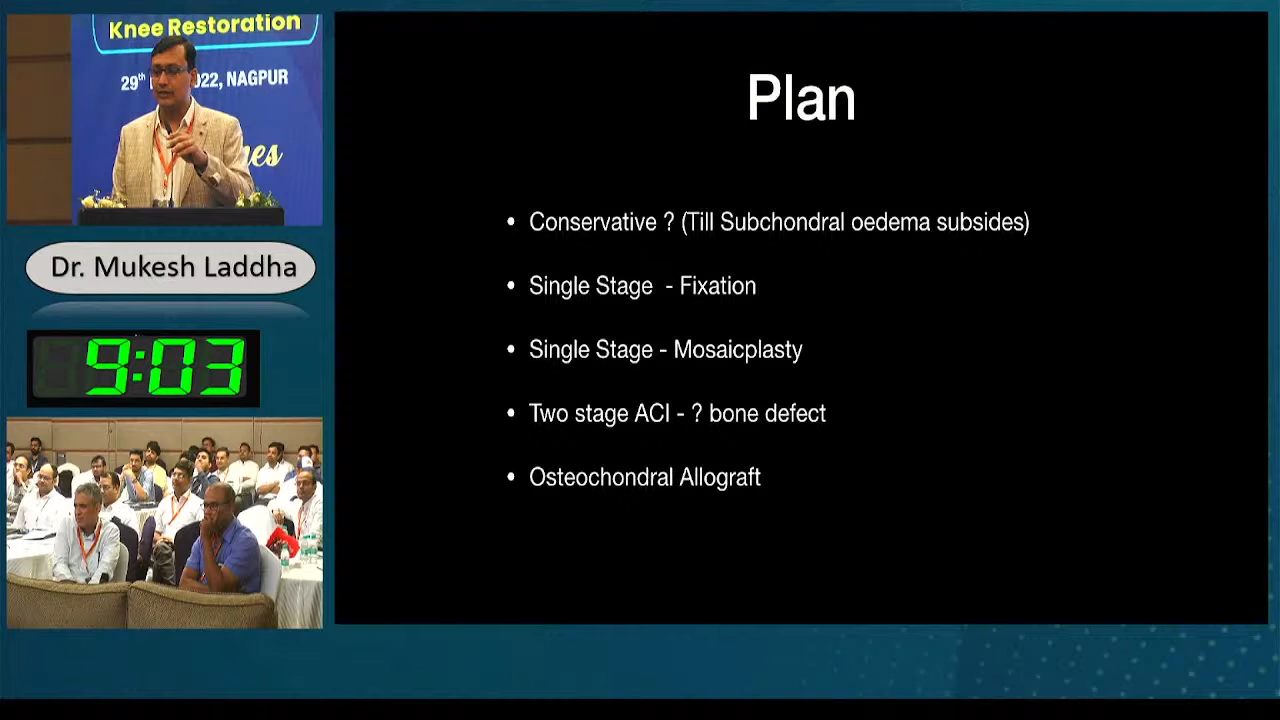 Knee Restoration
29th
022, NAGPUR
nes
Dr. Mukesh Laddha
9:03
Plan
• Conservative ? (Till Subchondral oedema subsides)
• Single Stage - Fixation
• Single Stage - Mosaicplasty
• Two stage ACI - ? bone defect
• Osteochondral Allograft